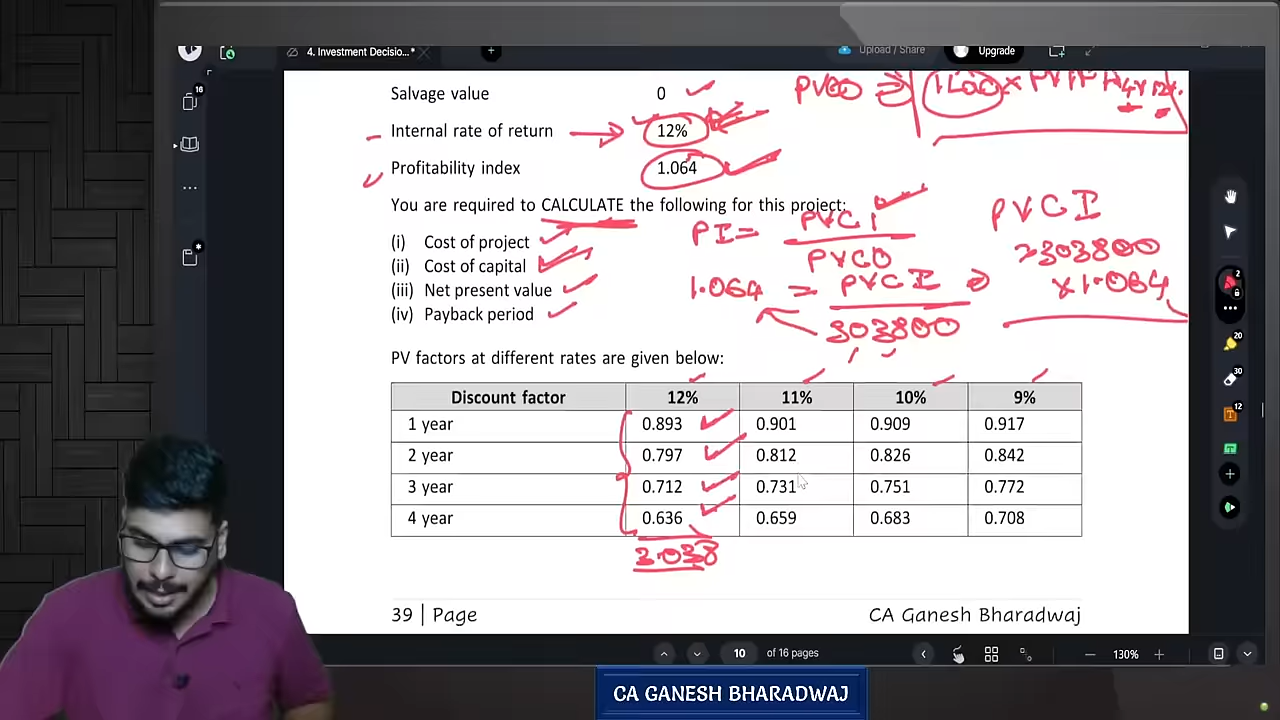 4. Investment Decisio...*
Upload / Share
Upgrade
16
Salvage value 0
PVCO ⇒
Internal rate of return 12%
Profitability index 1.064
You are required to CALCULATE the following for this project:
(i) Cost of project
(ii) Cost of capital
(iii) Net present value
(iv) Payback period
PI = PVCI
PVCO
1.064 = PVCI ⇒
303800
PVCI
303800
x 1.064
PV factors at different rates are given below:
Discount factor 12% 11% 10% 9%
1 year 0.893 0.901 0.909 0.917
2 year 0.797 0.812 0.826 0.842
3 year 0.712 0.731 0.751 0.772
4 year 0.636 0.659 0.683 0.708
3.038
39 | Page
CA Ganesh Bharadwaj
2
20
30
12
10 of 16 pages
130%
CA GANESH BHARADWAJ